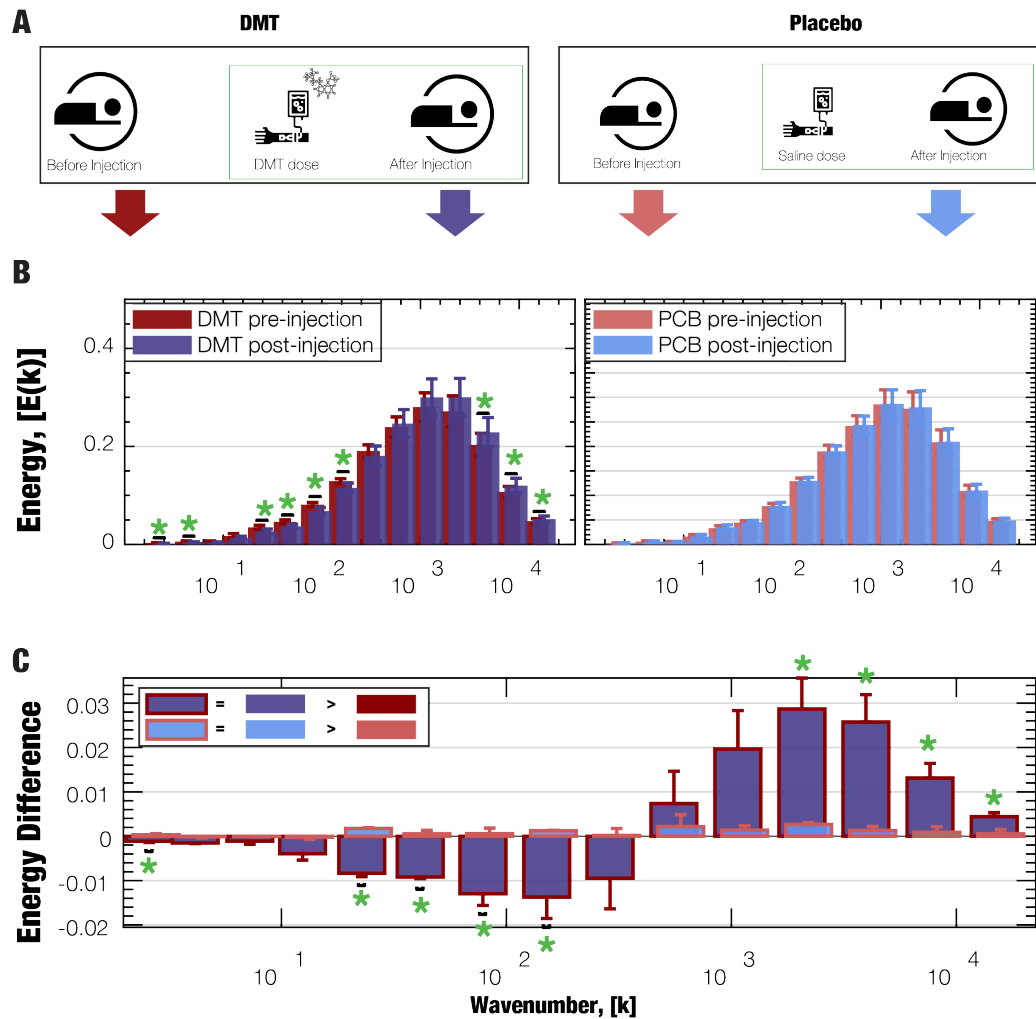 A
DMT
Placebo
Before Injection
DMT dose
After Injection
Before Injection
Saline dose
After Injection
B
Energy, [E(k)]
0.4
0.2
0
DMT pre-injection
DMT post-injection
PCB pre-injection
PCB post-injection
10 1
10 2
10 3
10 4
10 1
10 2
10 3
10 4
C
Energy Difference
0.03
0.02
0.01
0
-0.01
-0.02
= >
= >
10 1
10 2
10 3
10 4
Wavenumber, [k]